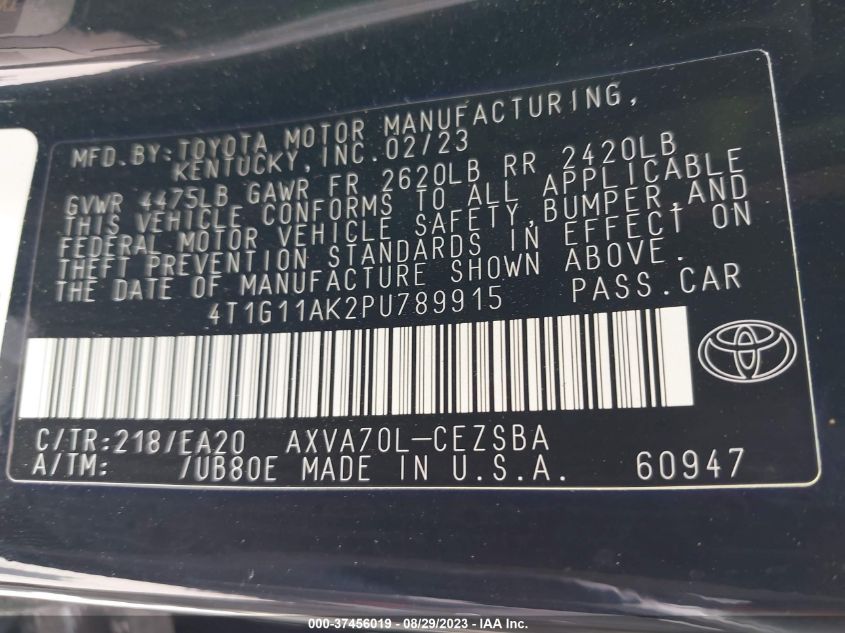 MFD. BY: TOYOTA MOTOR MANUFACTURING,
KENTUCKY, INC. 02/23
GVWR 4475LB GAWR FR 2620LB RR 2420LB
THIS VEHICLE CONFORMS TO ALL APPLICABLE
FEDERAL MOTOR VEHICLE SAFETY, BUMPER, AND
THEFT PREVENTION STANDARDS IN EFFECT ON
THE DATE OF MANUFACTURE SHOWN ABOVE.
4T1G11AK2PU789915 PASS. CAR
C/TR: 218/EA20 AXVA70L-CEZSBA
A/TM: /UB80E MADE IN U.S.A. 60947
000-37456019 - 08/29/2023 - IAA Inc.